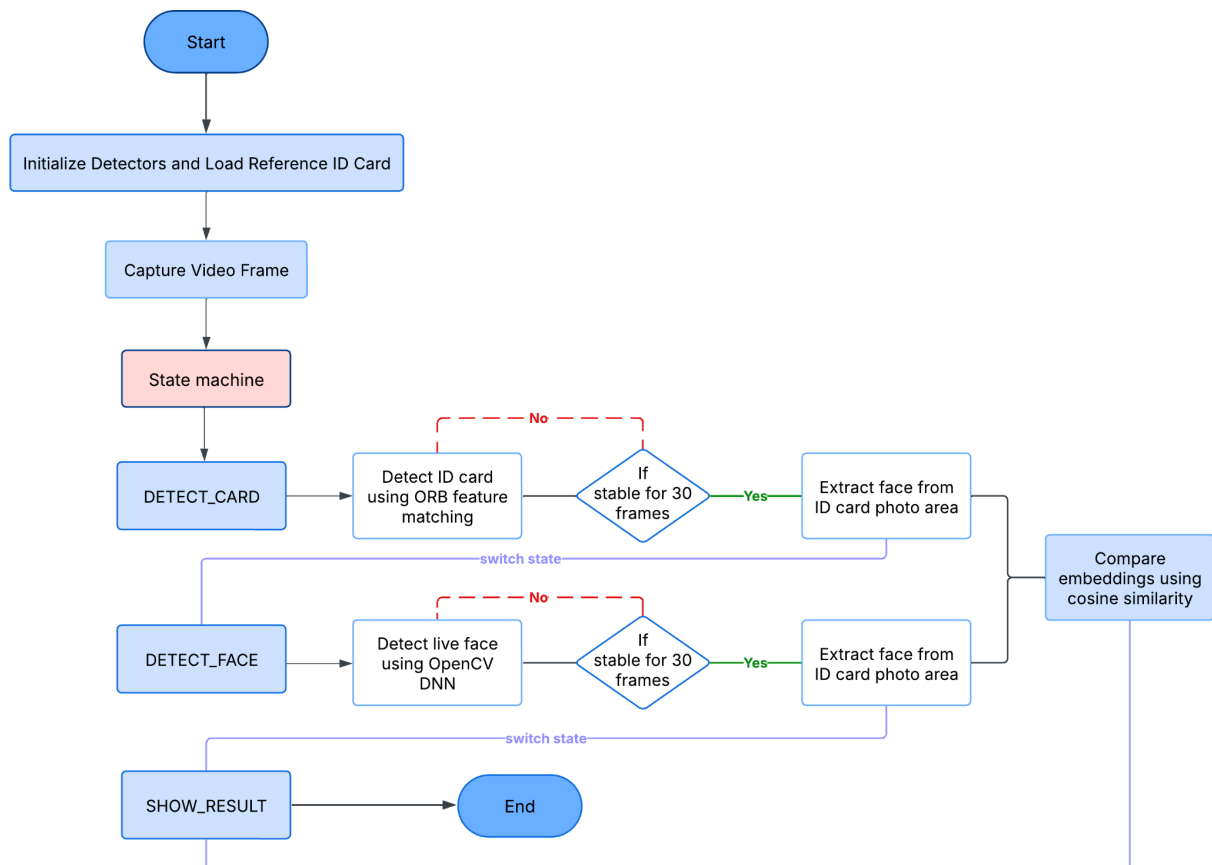 Start
Initialize Detectors and Load Reference ID Card
Capture Video Frame
State machine
No
DETECT_CARD
Detect ID card
using ORB feature
matching
If
stable for 30
frames
Yes
Extract face from
ID card photo area
switch state
Compare
embeddings using
cosine similarity
No
DETECT_FACE
Detect live face
using OpenCV
DNN
If
stable for 30
frames
Yes
Extract face from
ID card photo area
switch state
SHOW_RESULT
End